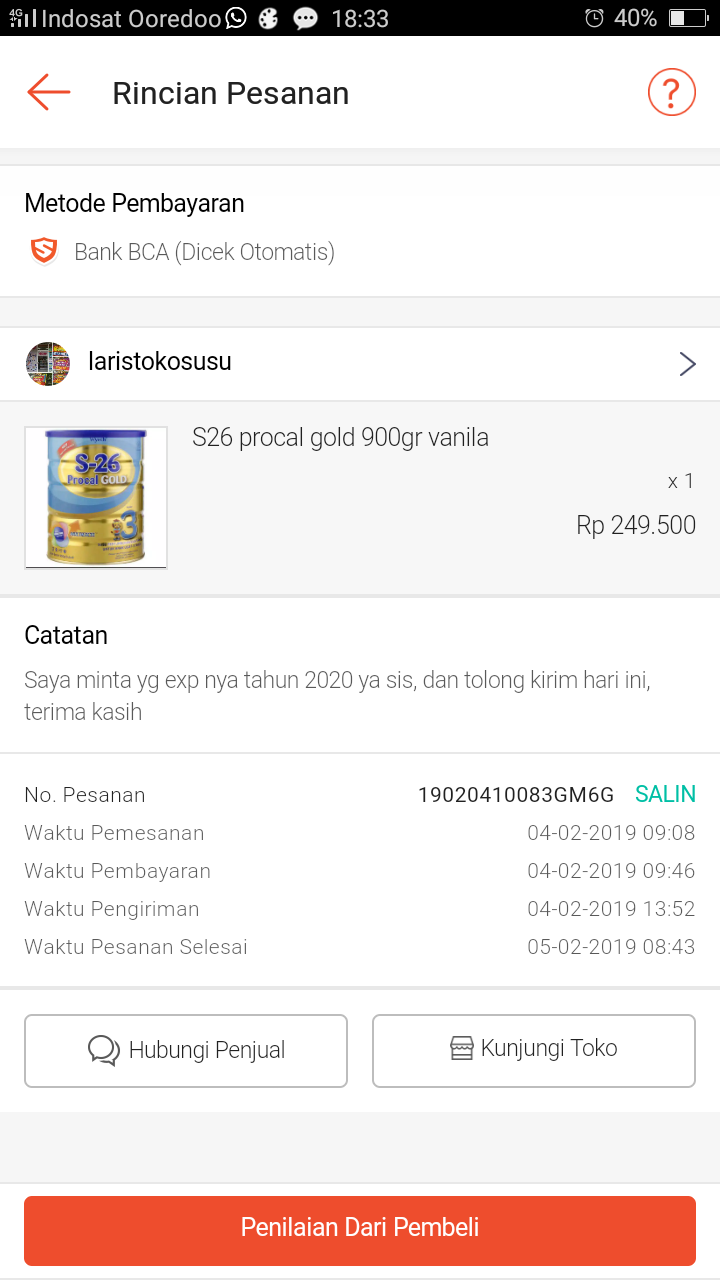 4G Indosat Ooredoo 18:33 40%
Rincian Pesanan ?
Metode Pembayaran
Bank BCA (Dicek Otomatis)
laristokosusu
S26 procal gold 900gr vanila
x 1
Rp 249.500
S-26
Procal GOLD
3
Catatan
Saya minta yg exp nya tahun 2020 ya sis, dan tolong kirim hari ini,
terima kasih
No. Pesanan 19020410083GM6G SALIN
Waktu Pemesanan 04-02-2019 09:08
Waktu Pembayaran 04-02-2019 09:46
Waktu Pengiriman 04-02-2019 13:52
Waktu Pesanan Selesai 05-02-2019 08:43
Hubungi Penjual Kunjungi Toko
Penilaian Dari Pembeli